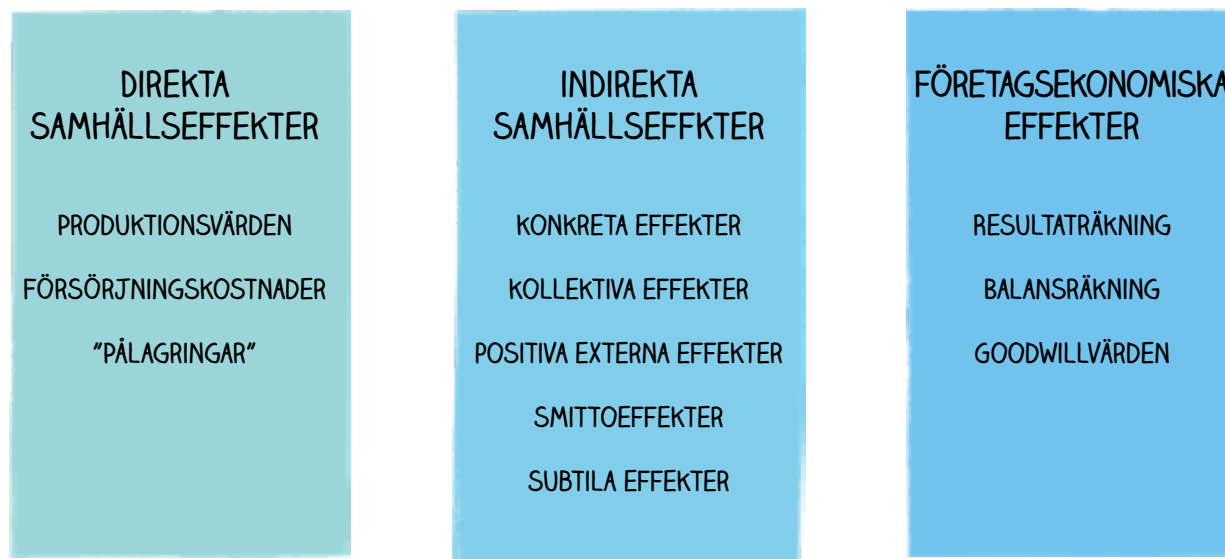 DIREKTA
SAMHÄLLSEFFEKTER
PRODUKTIONSVÄRDEN
FÖRSÖRJNINGSKOSTNADER
"PÅLAGRINGAR"
INDIREKTA
SAMHÄLLSEFFKTER
KONKRETA EFFEKTER
KOLLEKTIVA EFFEKTER
POSITIVA EXTERNA EFFEKTER
SMITTOEFFEKTER
SUBTILA EFFEKTER
FÖRETAGSEKONOMISKA
EFFEKTER
RESULTATRÄKNING
BALANSRÄKNING
GOODWILLVÄRDEN